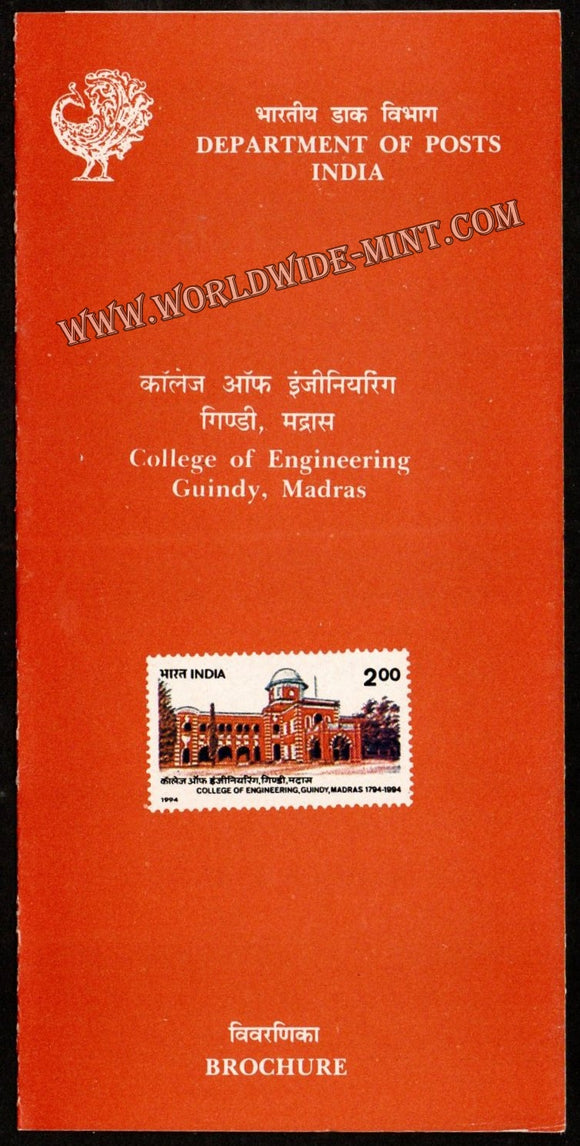 भारतीय डाक विभाग
DEPARTMENT OF POSTS
INDIA
WWW.WORLDWIDE-MINT.COM
कॉलेज ऑफ इंजीनियरिंग
गिण्डी, मद्रास
College of Engineering
Guindy, Madras
भारत INDIA 2.00
कॉलेज ऑफ इंजीनियरिंग,गिण्डी,मद्रास
COLLEGE OF ENGINEERING,GUINDY,MADRAS 1794-1994
1994
विवरणिका
BROCHURE